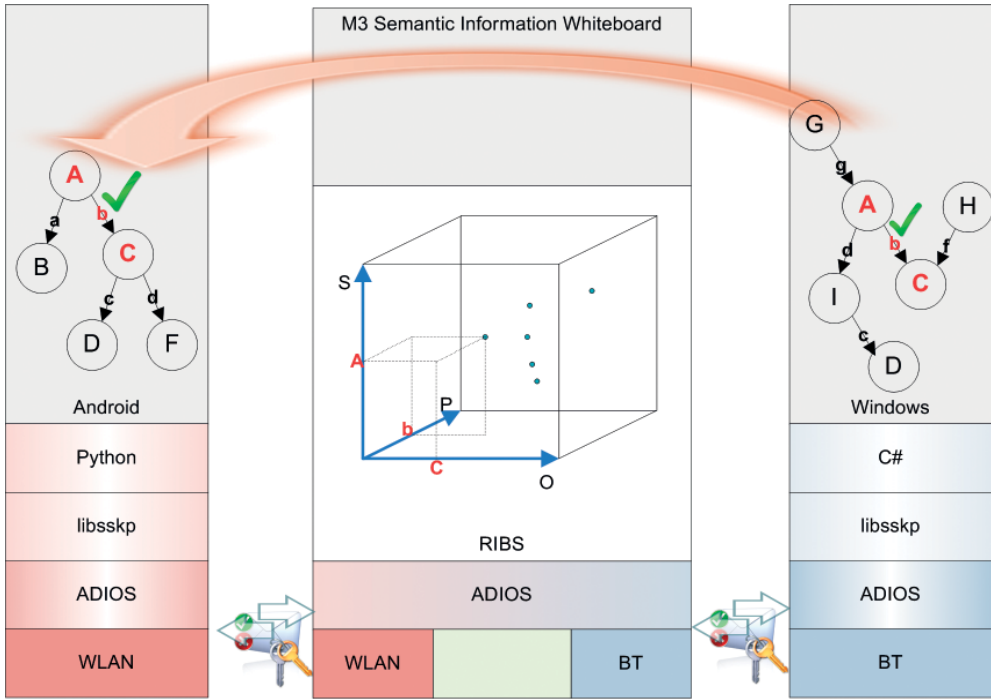 M3 Semantic Information Whiteboard
A
a
b
B
C
c
d
D
F
Android
Python
libsskp
ADIOS
WLAN
S
A
P
b
C
O
RIBS
ADIOS
WLAN
BT
G
g
A
H
d
b
f
I
C
c
D
Windows
C#
libsskp
ADIOS
BT